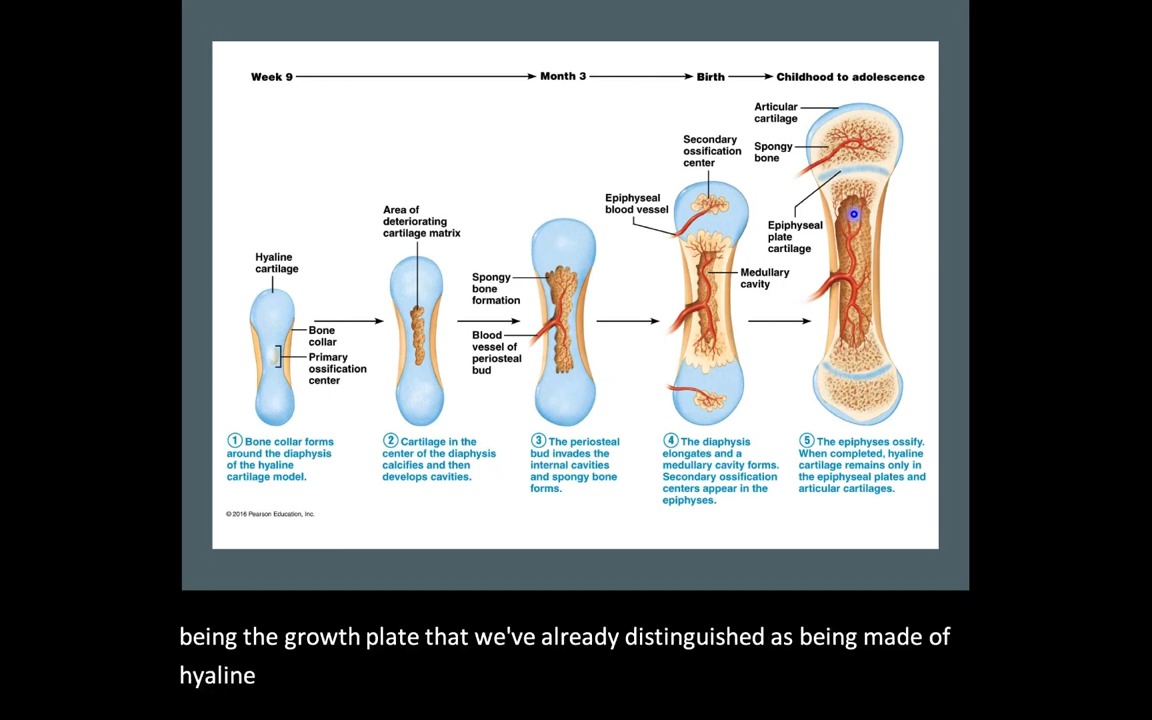 Week 9
Month 3
Birth
Childhood to adolescence
Articular
cartilage
Secondary
ossification
center
Spongy
bone
Epiphyseal
blood vessel
Area of
deteriorating
cartilage matrix
Epiphyseal
plate
cartilage
Hyaline
cartilage
Spongy
bone
formation
Medullary
cavity
Bone
collar
Primary
ossification
center
Blood
vessel of
periosteal
bud
1 Bone collar forms
around the diaphysis
of the hyaline
cartilage model.
2 Cartilage in the
center of the diaphysis
calcifies and then
develops cavities.
3 The periosteal
bud invades the
internal cavities
and spongy bone
forms.
4 The diaphysis
elongates and a
medullary cavity forms.
Secondary ossification
centers appear in the
epiphyses.
5 The epiphyses ossify.
When completed, hyaline
cartilage remains only in
the epiphyseal plates and
articular cartilages.
© 2016 Pearson Education, Inc.
being the growth plate that we've already distinguished as being made of
hyaline